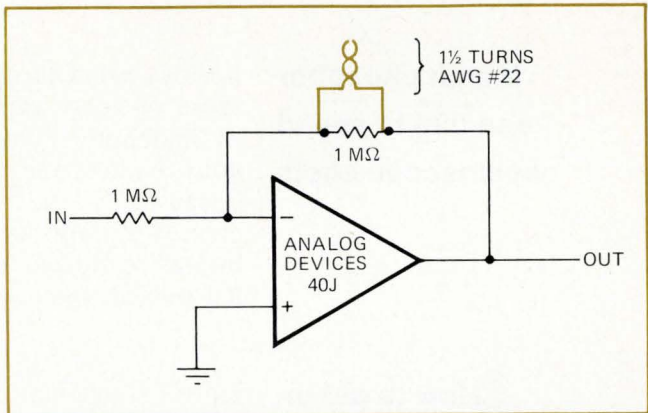 1½ TURNS
AWG #22
1 MΩ
1 MΩ
IN
−
ANALOG
DEVICES
40J
+
OUT